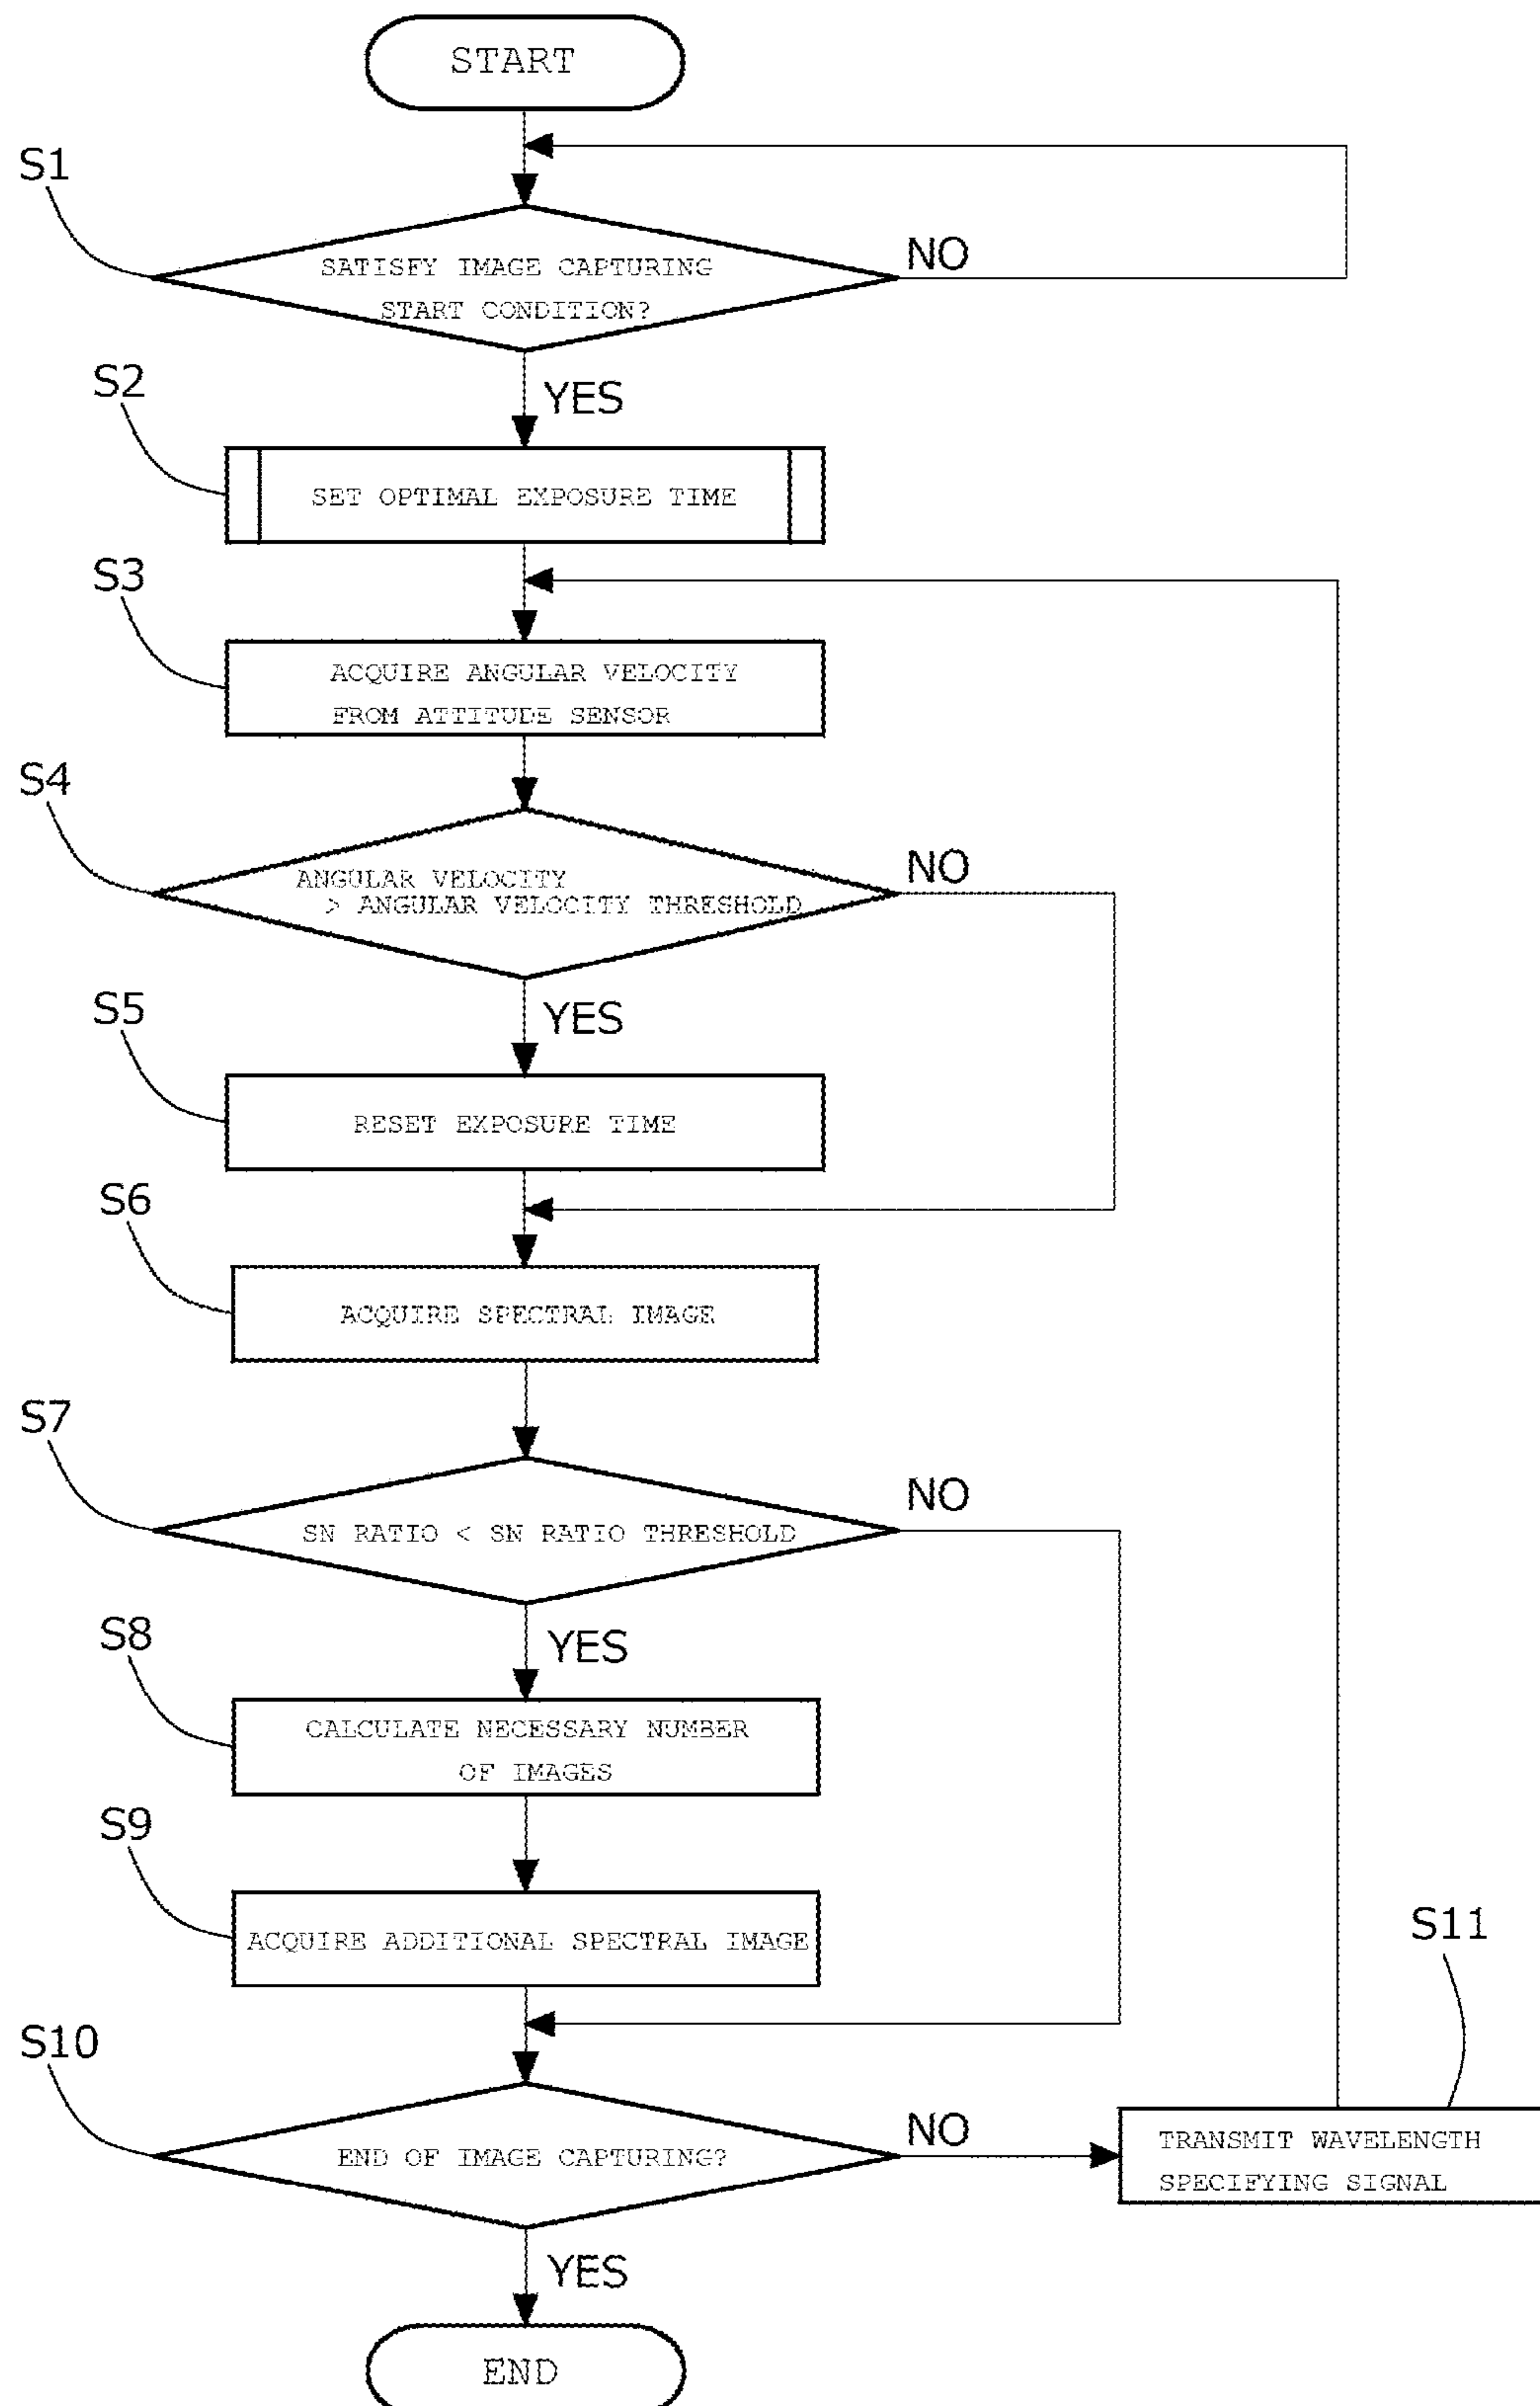 START
S1
SATISFY IMAGE CAPTURING
START CONDITION?
NO
YES
S2
SET OPTIMAL EXPOSURE TIME
S3
ACQUIRE ANGULAR VELOCITY
FROM ATTITUDE SENSOR
S4
ANGULAR VELOCITY
> ANGULAR VELOCITY THRESHOLD
NO
YES
S5
RESET EXPOSURE TIME
S6
ACQUIRE SPECTRAL IMAGE
S7
SN RATIO < SN RATIO THRESHOLD
NO
YES
S8
CALCULATE NECESSARY NUMBER
OF IMAGES
S9
ACQUIRE ADDITIONAL SPECTRAL IMAGE
S10
END OF IMAGE CAPTURING?
NO
S11
TRANSMIT WAVELENGTH
SPECIFYING SIGNAL
YES
END